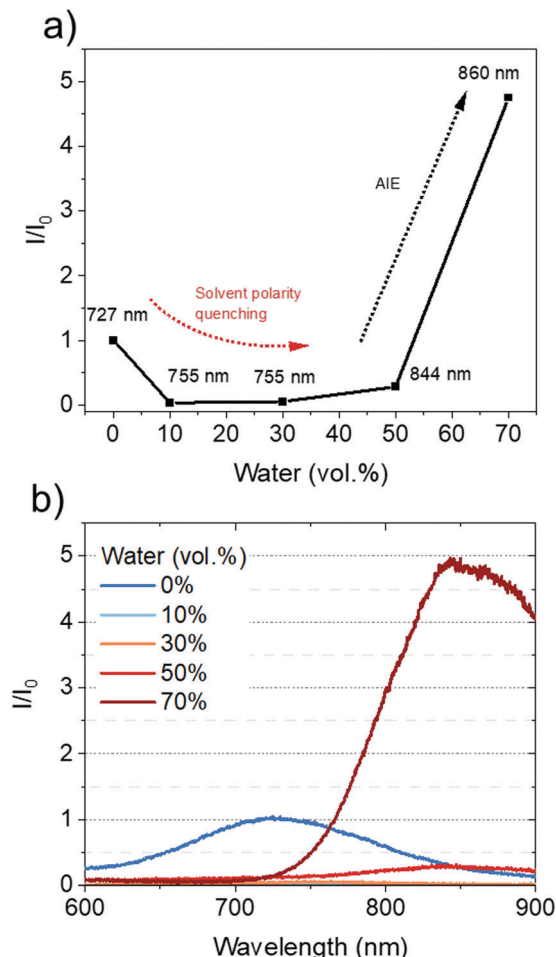 a)
860 nm
5
4
AIE
3
I/I₀
2
Solvent polarity
quenching
727 nm
1
755 nm
755 nm
844 nm
0
0 10 20 30 40 50 60 70
Water (vol.%)
b)
5
Water (vol.%)
0%
10%
30%
50%
70%
4
3
I/I₀
2
1
0
600 700 800 900
Wavelength (nm)